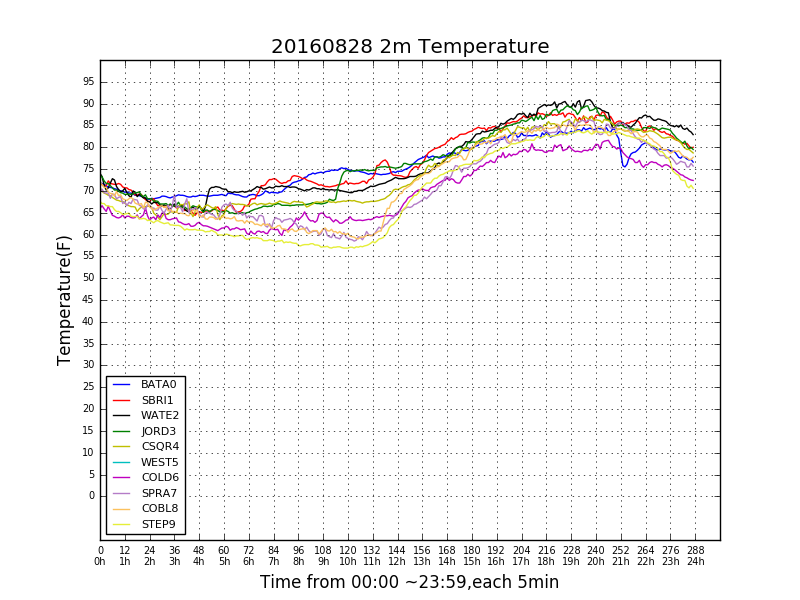 20160828 2m Temperature
95
90
85
80
75
70
65
60
55
50
45
40
35
30
25
20
15
10
5
0
Temperature(F)
BATA0
SBRI1
WATE2
JORD3
CSQR4
WEST5
COLD6
SPRA7
COBL8
STEP9
0 12 24 36 48 60 72 84 96 108 120 132 144 156 168 180 192 204 216 228 240 252 264 276 288
0h 1h 2h 3h 4h 5h 6h 7h 8h 9h 10h 11h 12h 13h 14h 15h 16h 17h 18h 19h 20h 21h 22h 23h 24h
Time from 00:00 ~23:59,each 5min